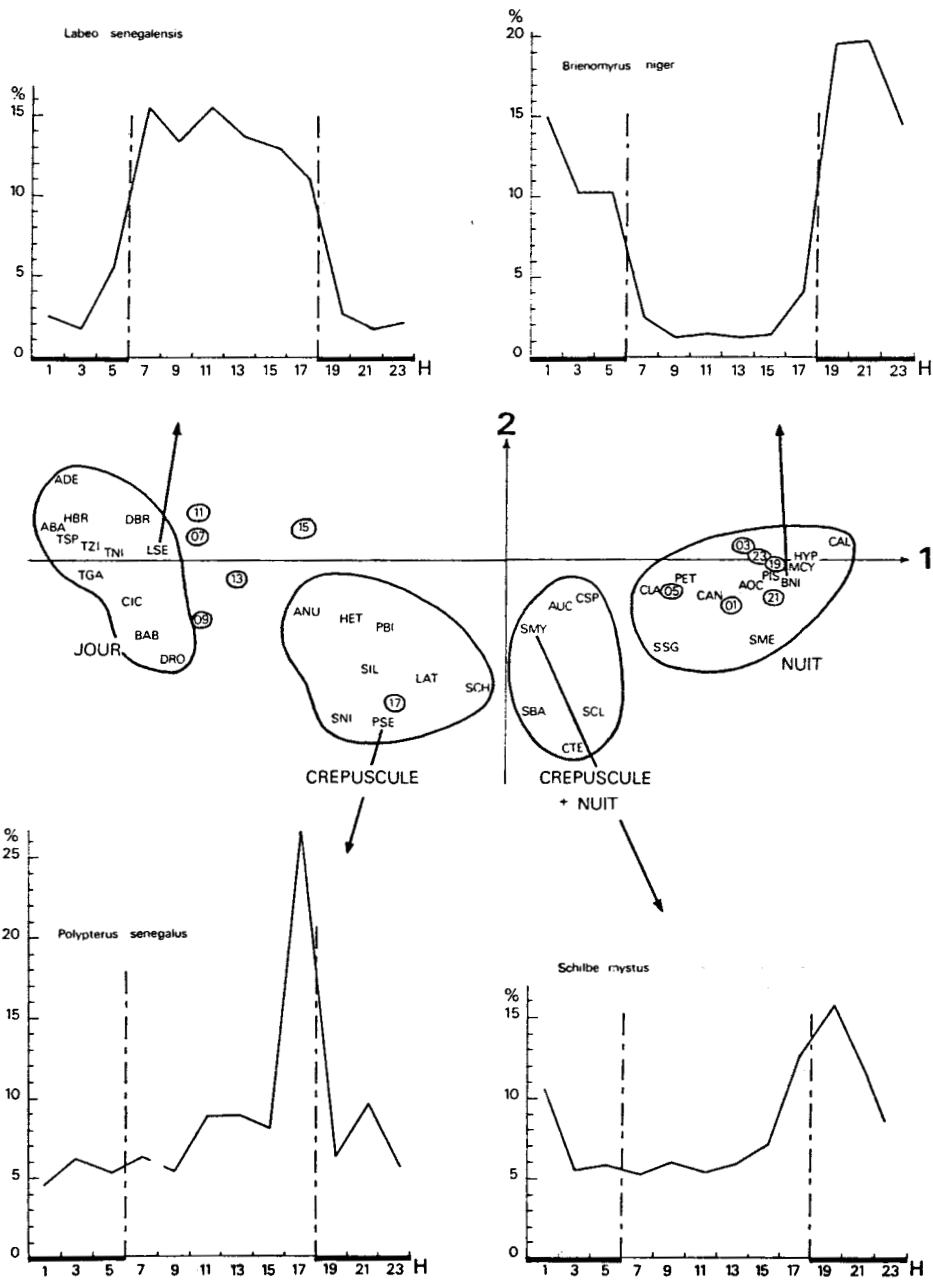 Labeo senegalensis
%
15
10
5
0
1 3 5 7 9 11 13 15 17 19 21 23 H
Brienomyrus niger
%
20
15
10
5
0
1 3 5 7 9 11 13 15 17 19 21 23 H
2
1
ADE
HBR
DBR
ABA
TSP
TZI
TNI
LSE
TGA
CIC
BAB
DRO
JOUR
11
07
15
13
09
ANU
HET
PBI
SIL
LAT
SCH
17
SNI
PSE
CREPUSCULE
AUC
CSP
SMY
SBA
SCL
CTE
CREPUSCULE
+ NUIT
CAL
03
23
19
HYP
MCY
PIS
BNI
PET
AOC
CLA
05
CAN
01
21
SSG
SME
NUIT
Polypterus senegalus
%
25
20
15
10
5
0
1 3 5 7 9 11 13 15 17 19 21 23 H
Schilbe mystus
%
15
10
5
0
1 3 5 7 9 11 13 15 17 19 21 23 H